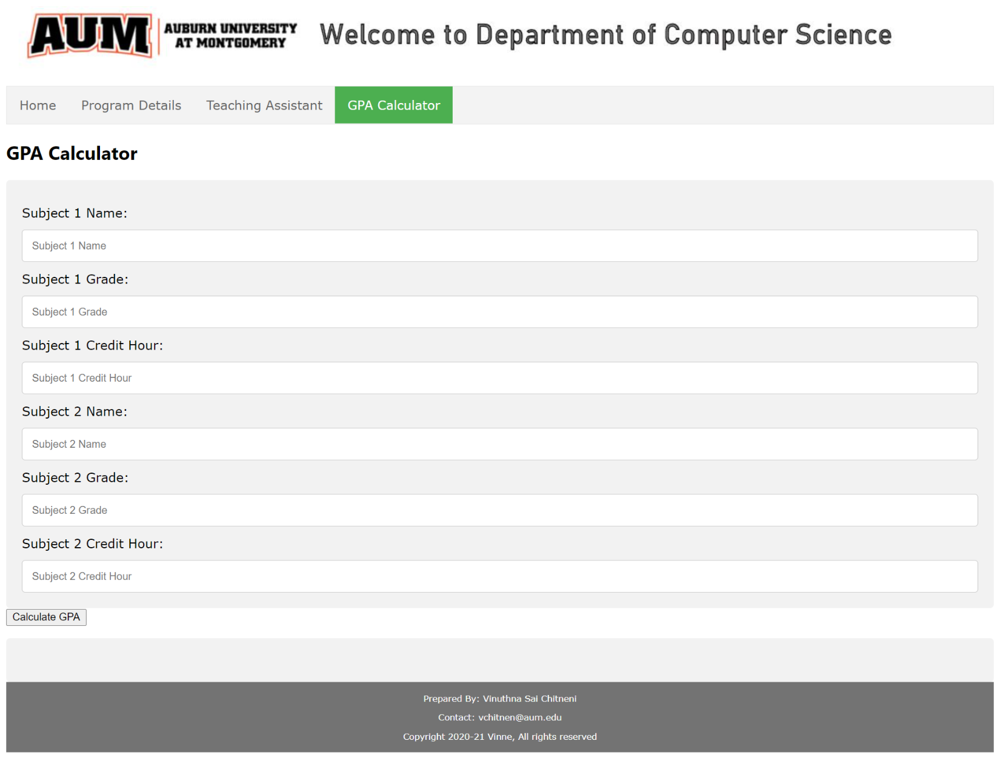 AUM AUBURN UNIVERSITY
AT MONTGOMERY
Welcome to Department of Computer Science
Home Program Details Teaching Assistant GPA Calculator
GPA Calculator
Subject 1 Name:
Subject 1 Name
Subject 1 Grade:
Subject 1 Grade
Subject 1 Credit Hour:
Subject 1 Credit Hour
Subject 2 Name:
Subject 2 Name
Subject 2 Grade:
Subject 2 Grade
Subject 2 Credit Hour:
Subject 2 Credit Hour
Calculate GPA
Prepared By: Vinuthna Sai Chitneni
Contact: vchitnen@aum.edu
Copyright 2020-21 Vinne, All rights reserved